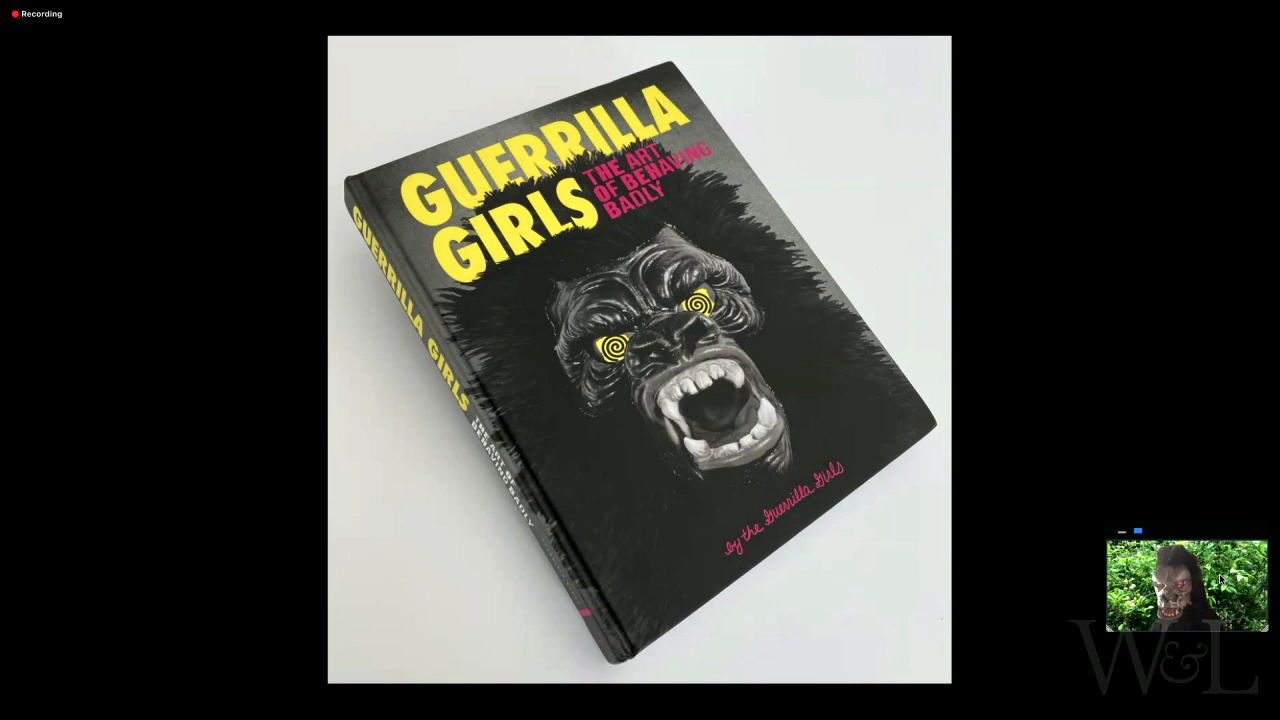 Recording
GUERRILLA
GIRLS
THE ART
OF BEHAVING
BADLY
by the Guerrilla Girls
GUERRILLA GIRLS
THE ART OF
BEHAVING BADLY
W&L